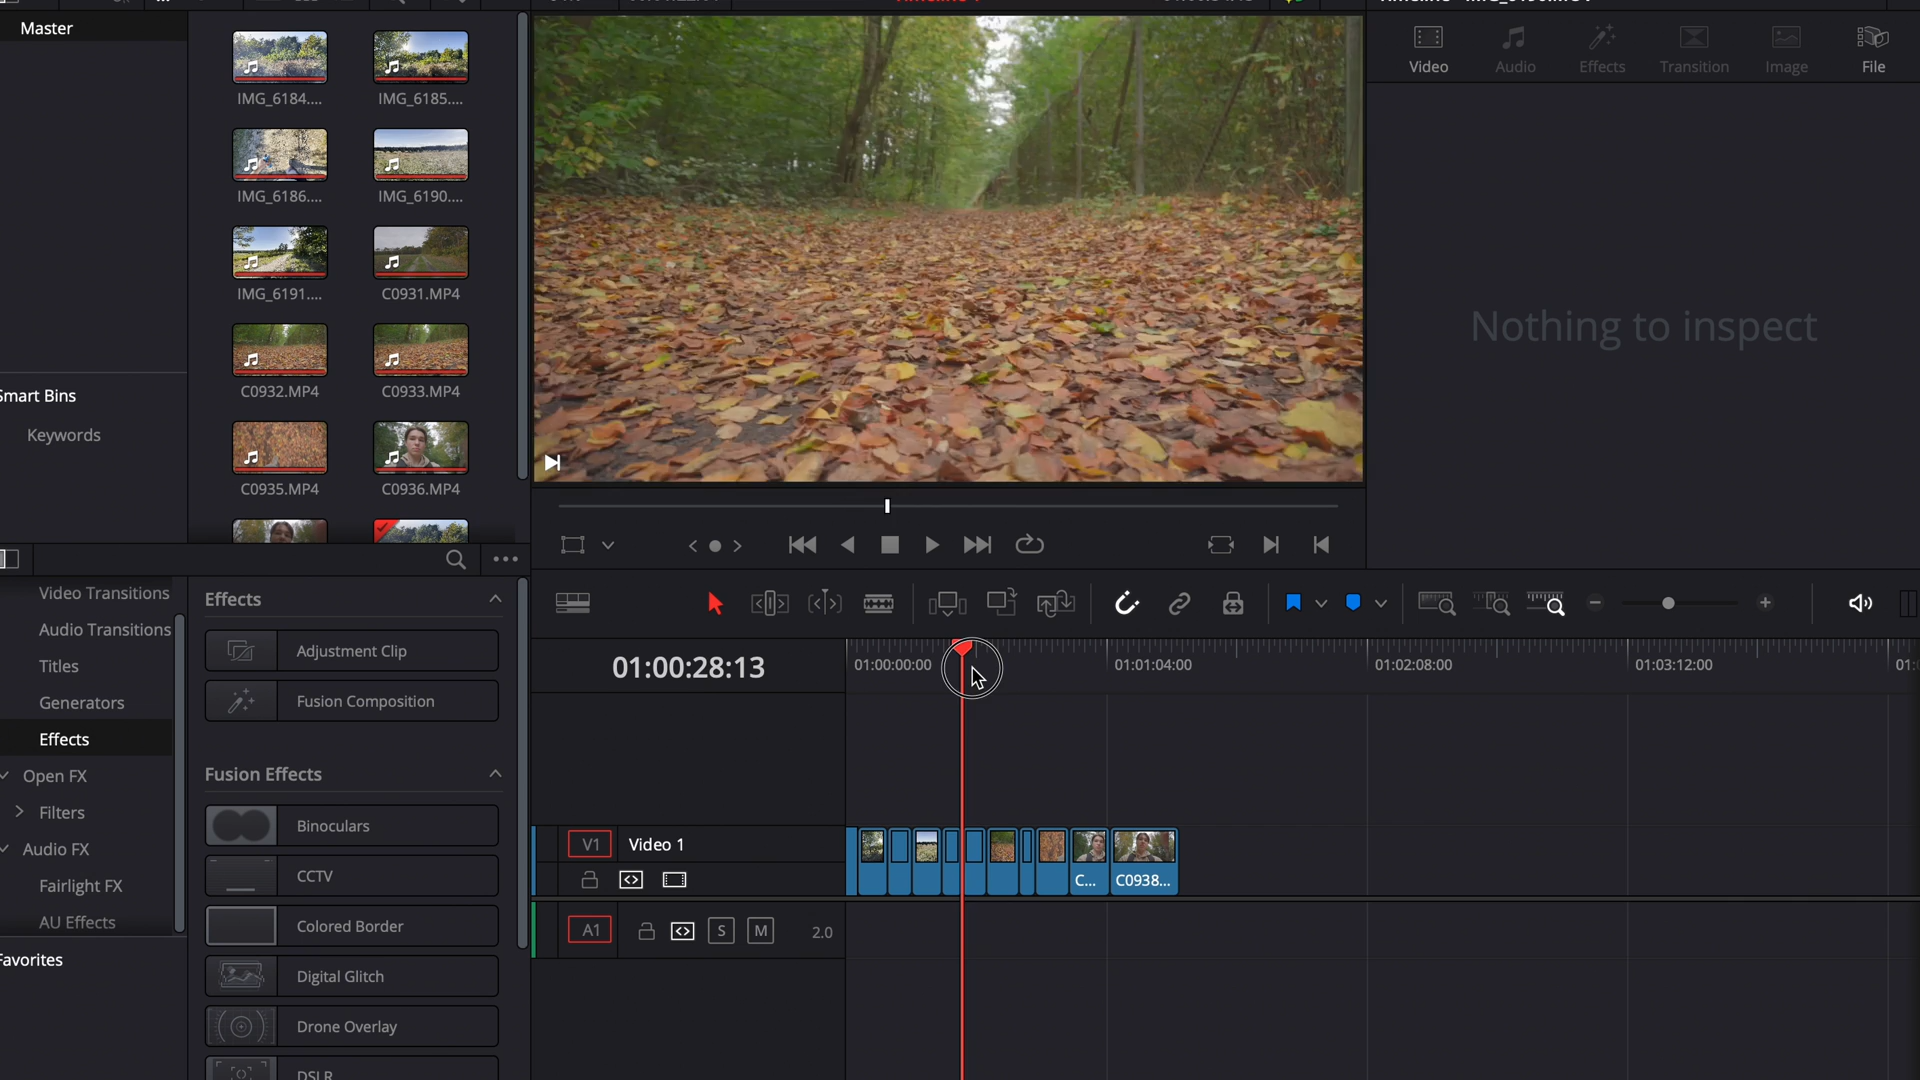 Master
IMG_6184....
IMG_6185....
IMG_6186....
IMG_6190....
IMG_6191....
C0931.MP4
C0932.MP4
C0933.MP4
C0935.MP4
C0936.MP4
Smart Bins
Keywords
Video
Audio
Effects
Transition
Image
File
Nothing to inspect
Video Transitions
Audio Transitions
Titles
Generators
Effects
Open FX
Filters
Audio FX
Fairlight FX
AU Effects
Favorites
Effects
Adjustment Clip
Fusion Composition
Fusion Effects
Binoculars
CCTV
Colored Border
Digital Glitch
Drone Overlay
DSLR
01:00:28:13
01:00:00:00
01:01:04:00
01:02:08:00
01:03:12:00
01:
V1
Video 1
C...
C0938...
A1
S
M
2.0